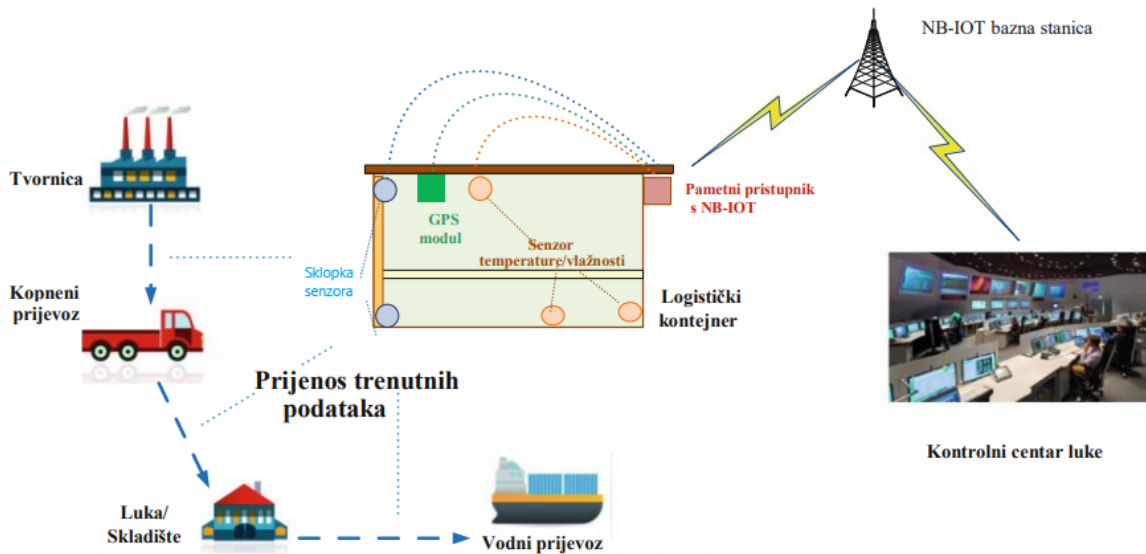 NB-IOT bazna stanica
Tvornica
Pametni pristupnik
s NB-IOT
GPS
modul
Senzor
temperature/vlažnosti
Sklopka
senzora
Kopneni
prijevoz
Logistički
kontejner
Prijenos trenutnih
podataka
Kontrolni centar luke
Luka/
Skladište
Vodni prijevoz